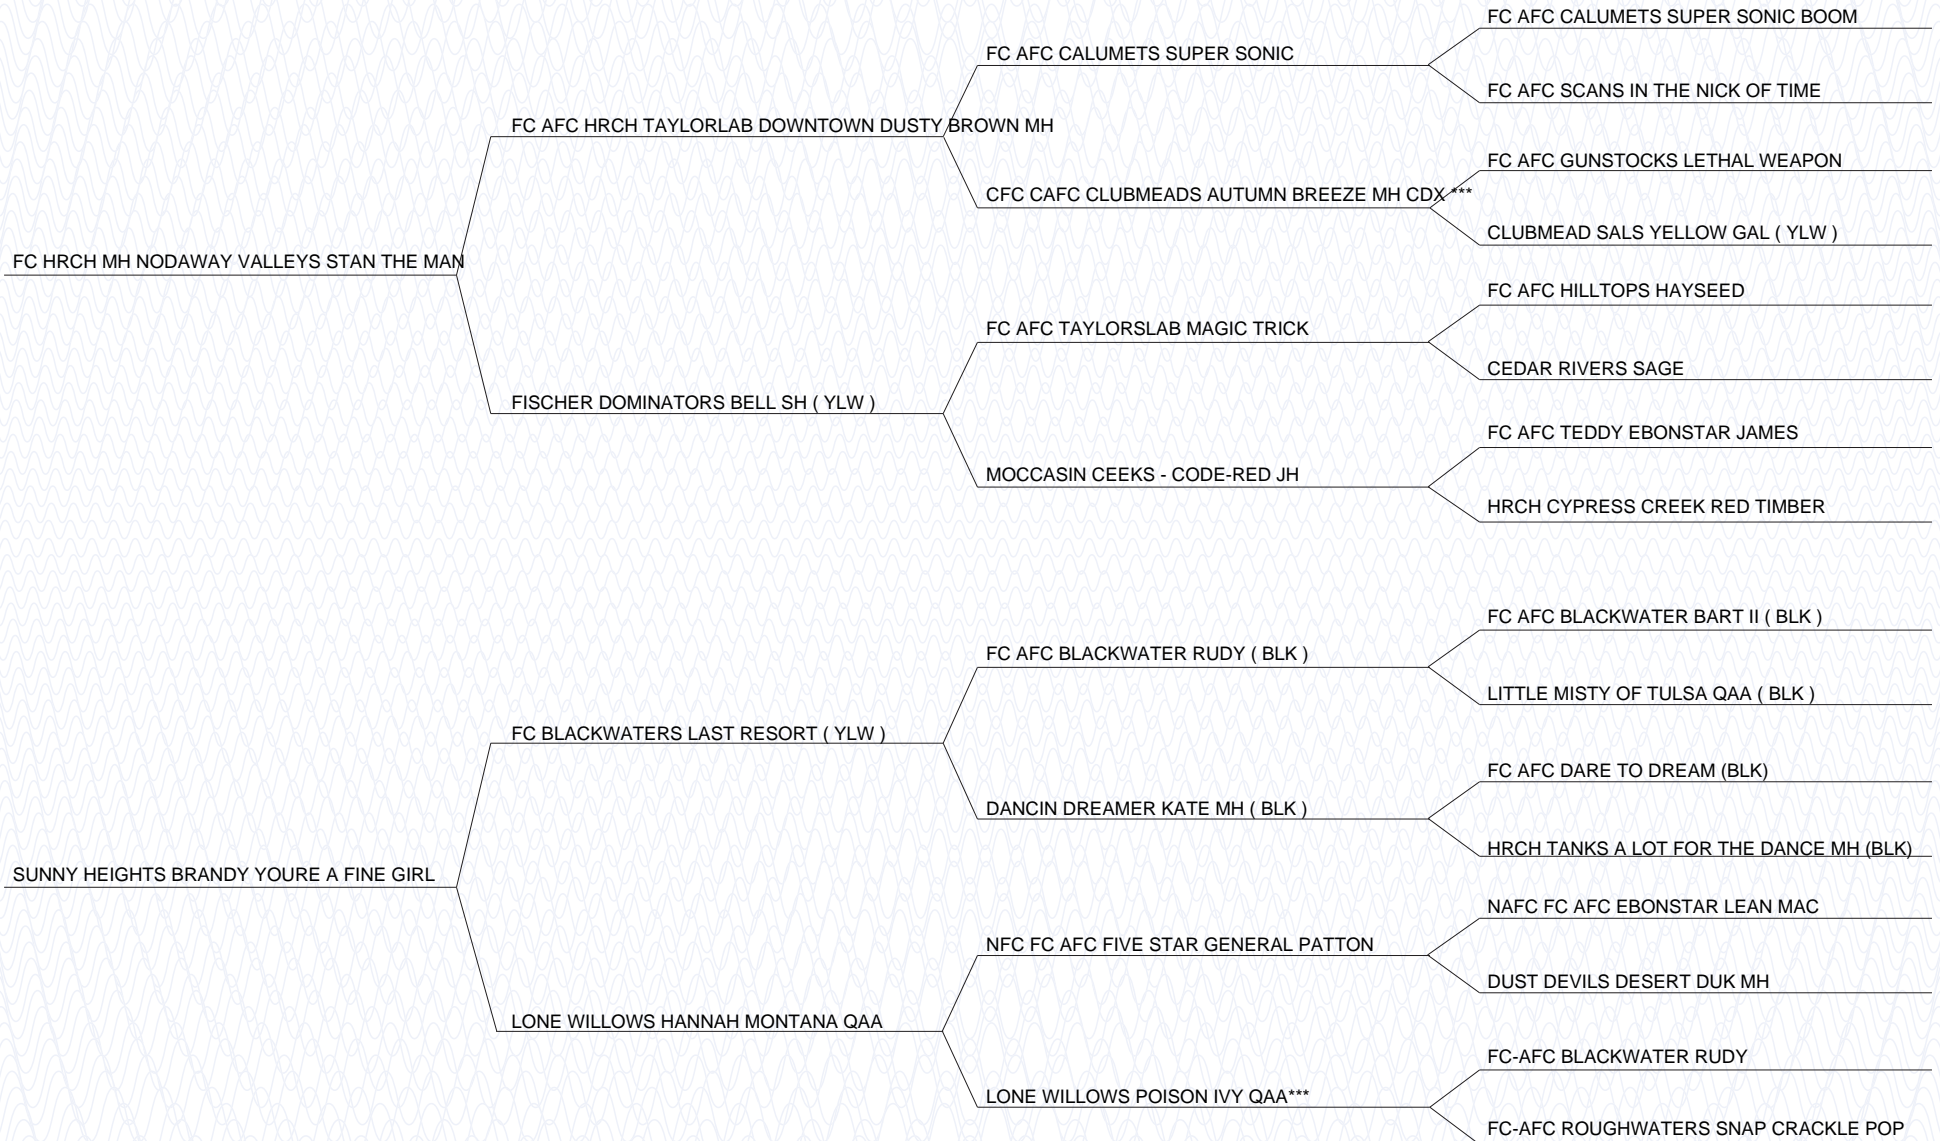 FC AFC CALUMETS SUPER SONIC BOOM
FC AFC CALUMETS SUPER SONIC
FC AFC SCANS IN THE NICK OF TIME
FC AFC HRCH TAYLORLAB DOWNTOWN DUSTY BROWN MH
FC AFC GUNSTOCKS LETHAL WEAPON
CFC CAFC CLUBMEADS AUTUMN BREEZE MH CDX ***
CLUBMEAD SALS YELLOW GAL ( YLW )
FC HRCH MH NODAWAY VALLEYS STAN THE MAN
FC AFC HILLTOPS HAYSEED
FC AFC TAYLORSLAB MAGIC TRICK
CEDAR RIVERS SAGE
FISCHER DOMINATORS BELL SH ( YLW )
FC AFC TEDDY EBONSTAR JAMES
MOCCASIN CEEKS - CODE-RED JH
HRCH CYPRESS CREEK RED TIMBER
FC AFC BLACKWATER BART II ( BLK )
FC AFC BLACKWATER RUDY ( BLK )
LITTLE MISTY OF TULSA QAA ( BLK )
FC BLACKWATERS LAST RESORT ( YLW )
FC AFC DARE TO DREAM (BLK)
DANCIN DREAMER KATE MH ( BLK )
HRCH TANKS A LOT FOR THE DANCE MH (BLK)
SUNNY HEIGHTS BRANDY YOURE A FINE GIRL
NAFC FC AFC EBONSTAR LEAN MAC
NFC FC AFC FIVE STAR GENERAL PATTON
DUST DEVILS DESERT DUK MH
LONE WILLOWS HANNAH MONTANA QAA
FC-AFC BLACKWATER RUDY
LONE WILLOWS POISON IVY QAA***
FC-AFC ROUGHWATERS SNAP CRACKLE POP